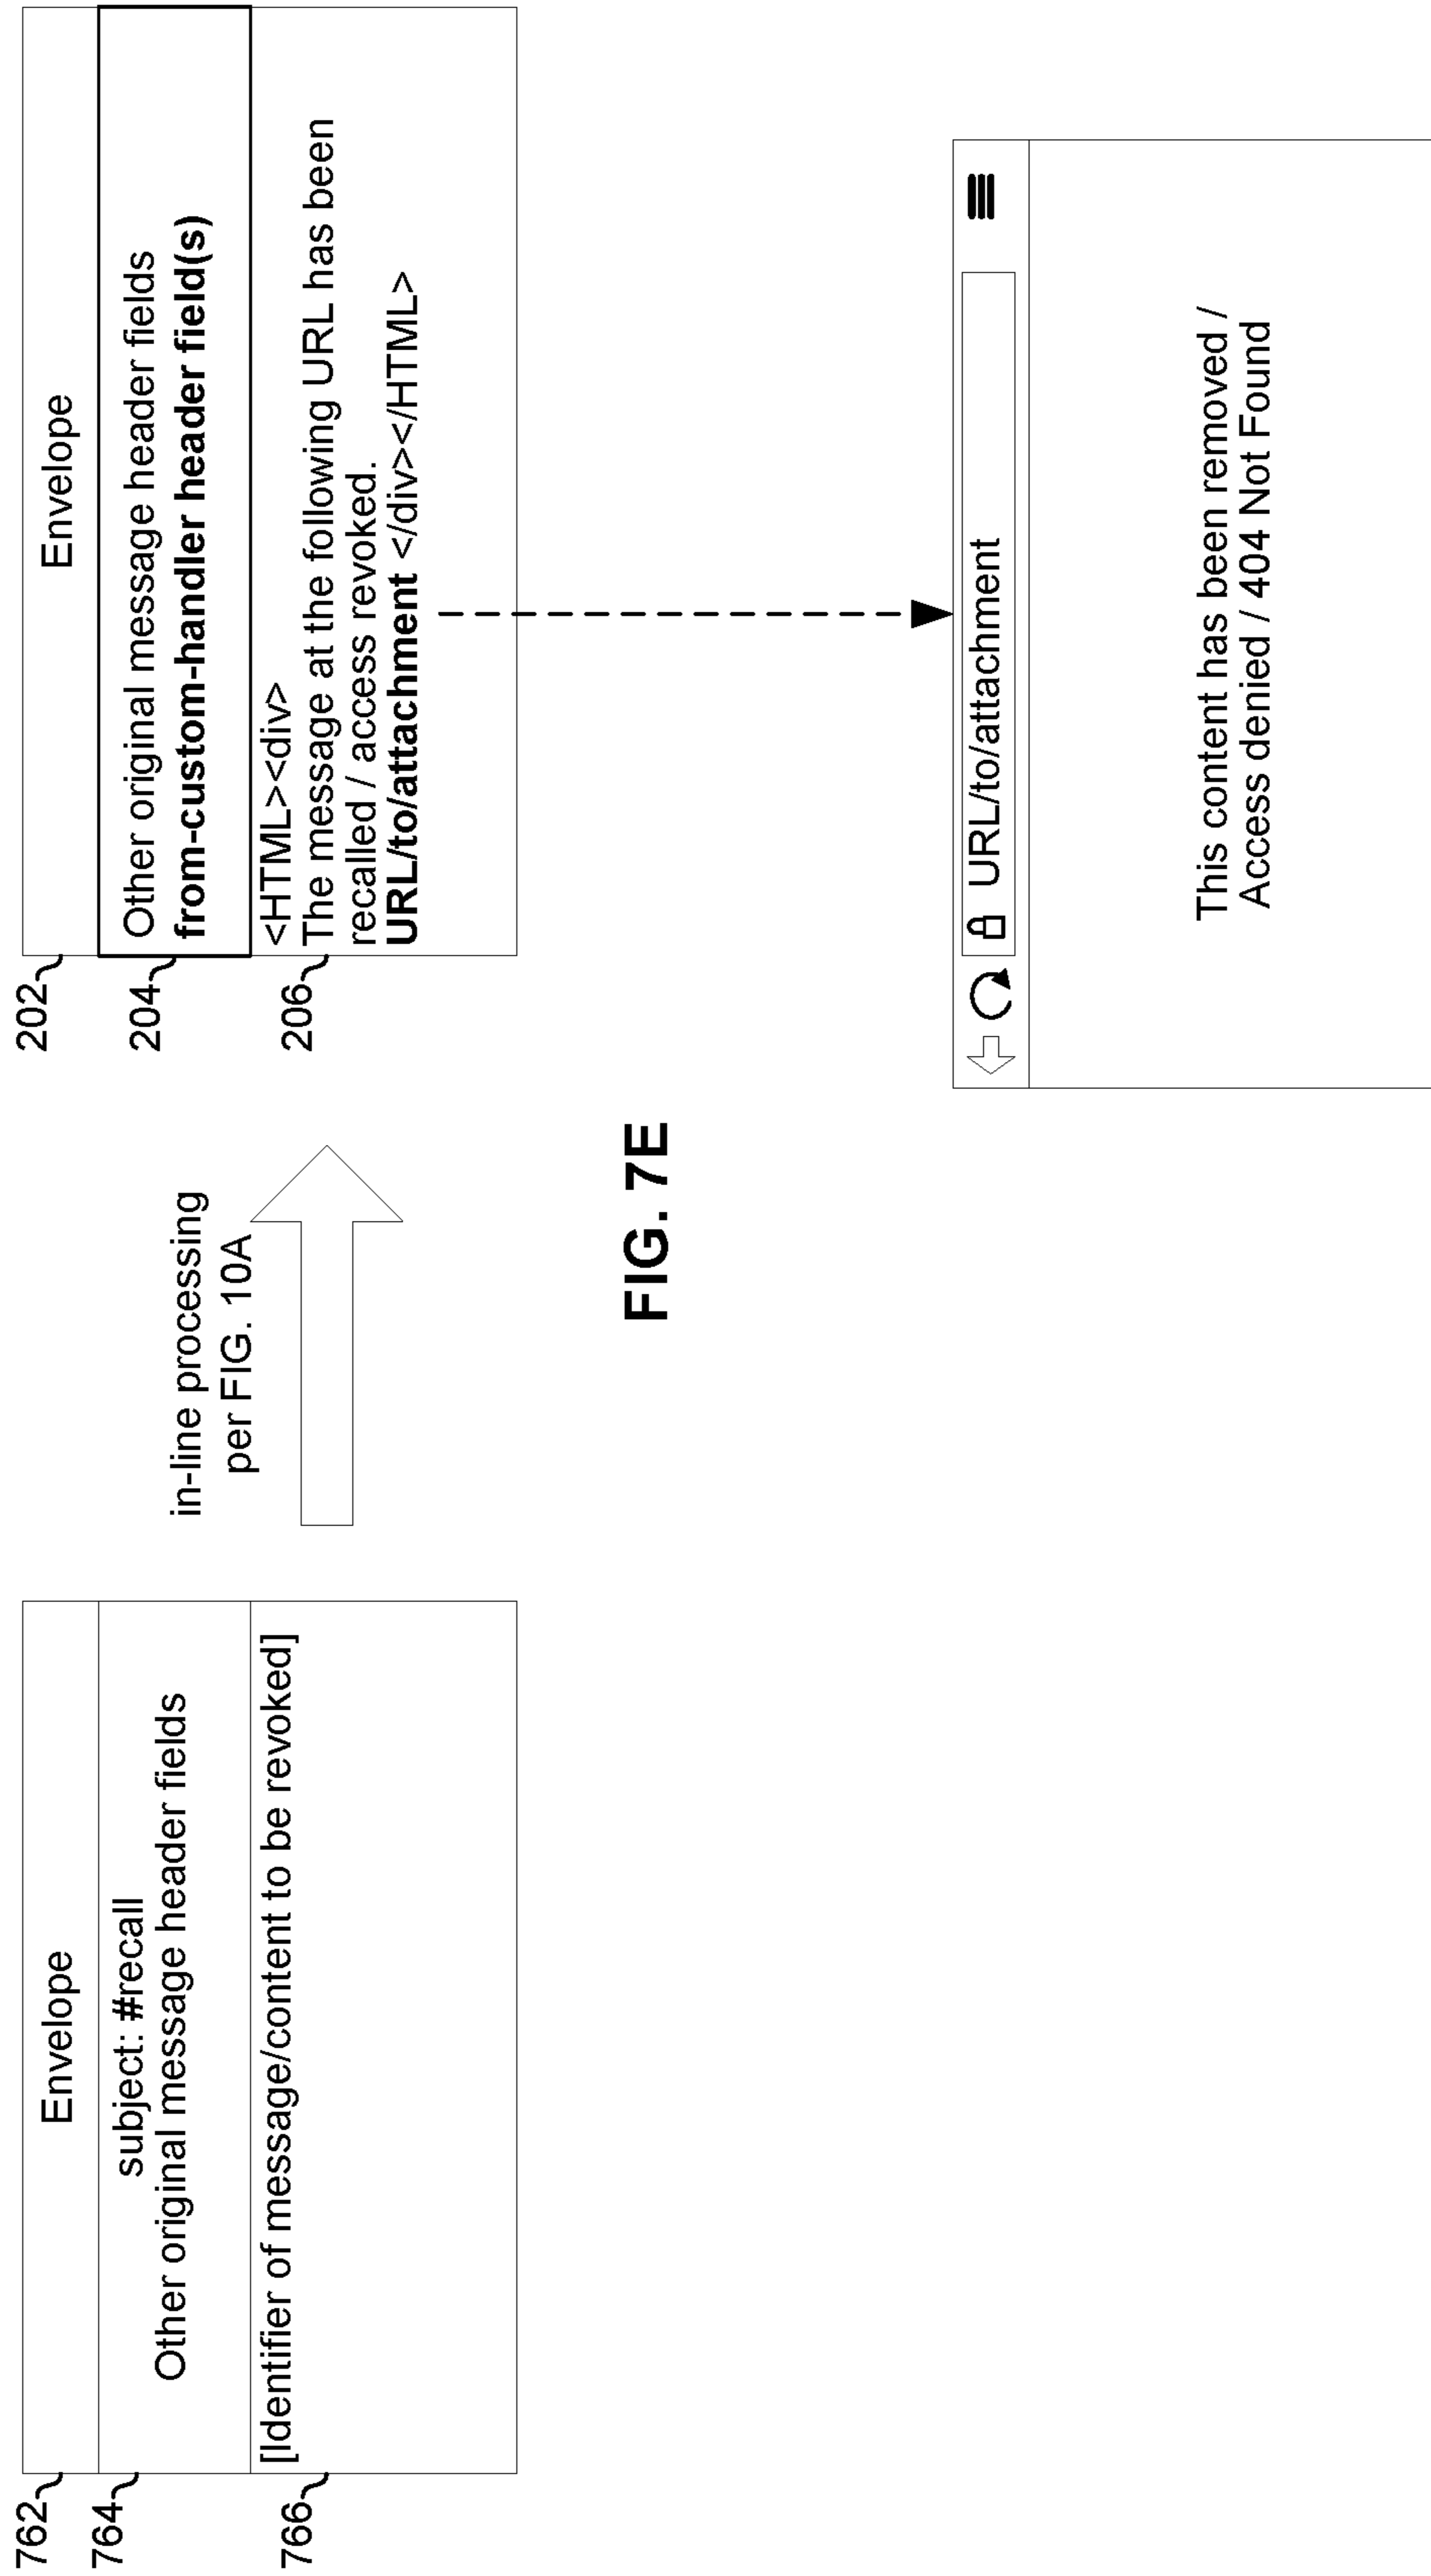 762
Envelope
764
subject: #recall
Other original message header fields
766
[Identifier of message/content to be revoked]
in-line processing
per FIG. 10A
202
Envelope
204
Other original message header fields
from-custom-handler header field(s)
206
<HTML><div>
The message at the following URL has been
recalled / access revoked.
URL/to/attachment </div></HTML>
FIG. 7E
URL/to/attachment
This content has been removed /
Access denied / 404 Not Found